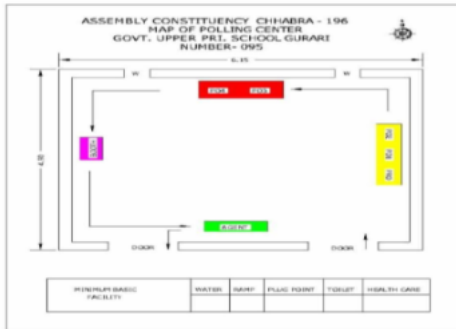 ASSEMBLY CONSTITUENCY CHHABRA - 196
MAP OF POLLING CENTER
GOVT. UPPER PRI. SCHOOL GURARI
NUMBER- 095
W
W
AGENT
DOOR
DOOR
MINIMUM BASIC
FACILITY
WATER
RAMP
PLUG POINT
TOILET
HEALTH CARE